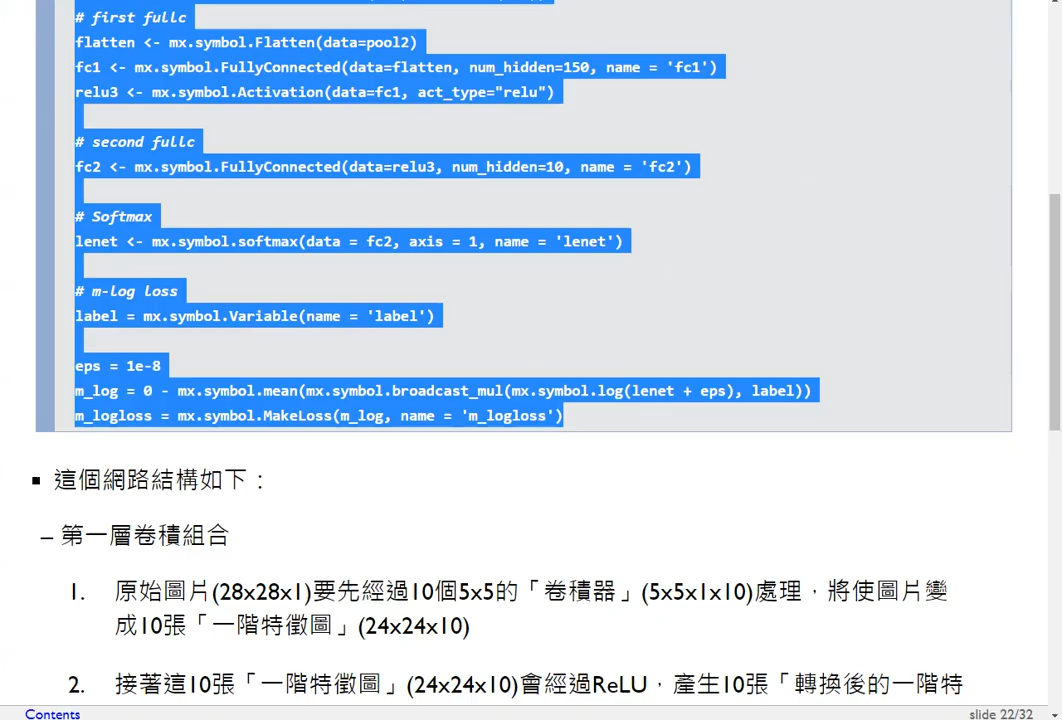 # first fullc
flatten <- mx.symbol.Flatten(data=pool2)
fc1 <- mx.symbol.FullyConnected(data=flatten, num_hidden=150, name = 'fc1')
relu3 <- mx.symbol.Activation(data=fc1, act_type="relu")
# second fullc
fc2 <- mx.symbol.FullyConnected(data=relu3, num_hidden=10, name = 'fc2')
# Softmax
lenet <- mx.symbol.softmax(data = fc2, axis = 1, name = 'lenet')
# m-log loss
label = mx.symbol.Variable(name = 'label')
eps = 1e-8
m_log = 0 - mx.symbol.mean(mx.symbol.broadcast_mul(mx.symbol.log(lenet + eps), label))
m_logloss = mx.symbol.MakeLoss(m_log, name = 'm_logloss')
▪ 這個網路結構如下：
– 第一層卷積組合
1. 原始圖片(28x28x1)要先經過10個5x5的「卷積器」(5x5x1x10)處理，將使圖片變
成10張「一階特徵圖」(24x24x10)
2. 接著這10張「一階特徵圖」(24x24x10)會經過ReLU，產生10張「轉換後的一階特
Contents
slide 22/32